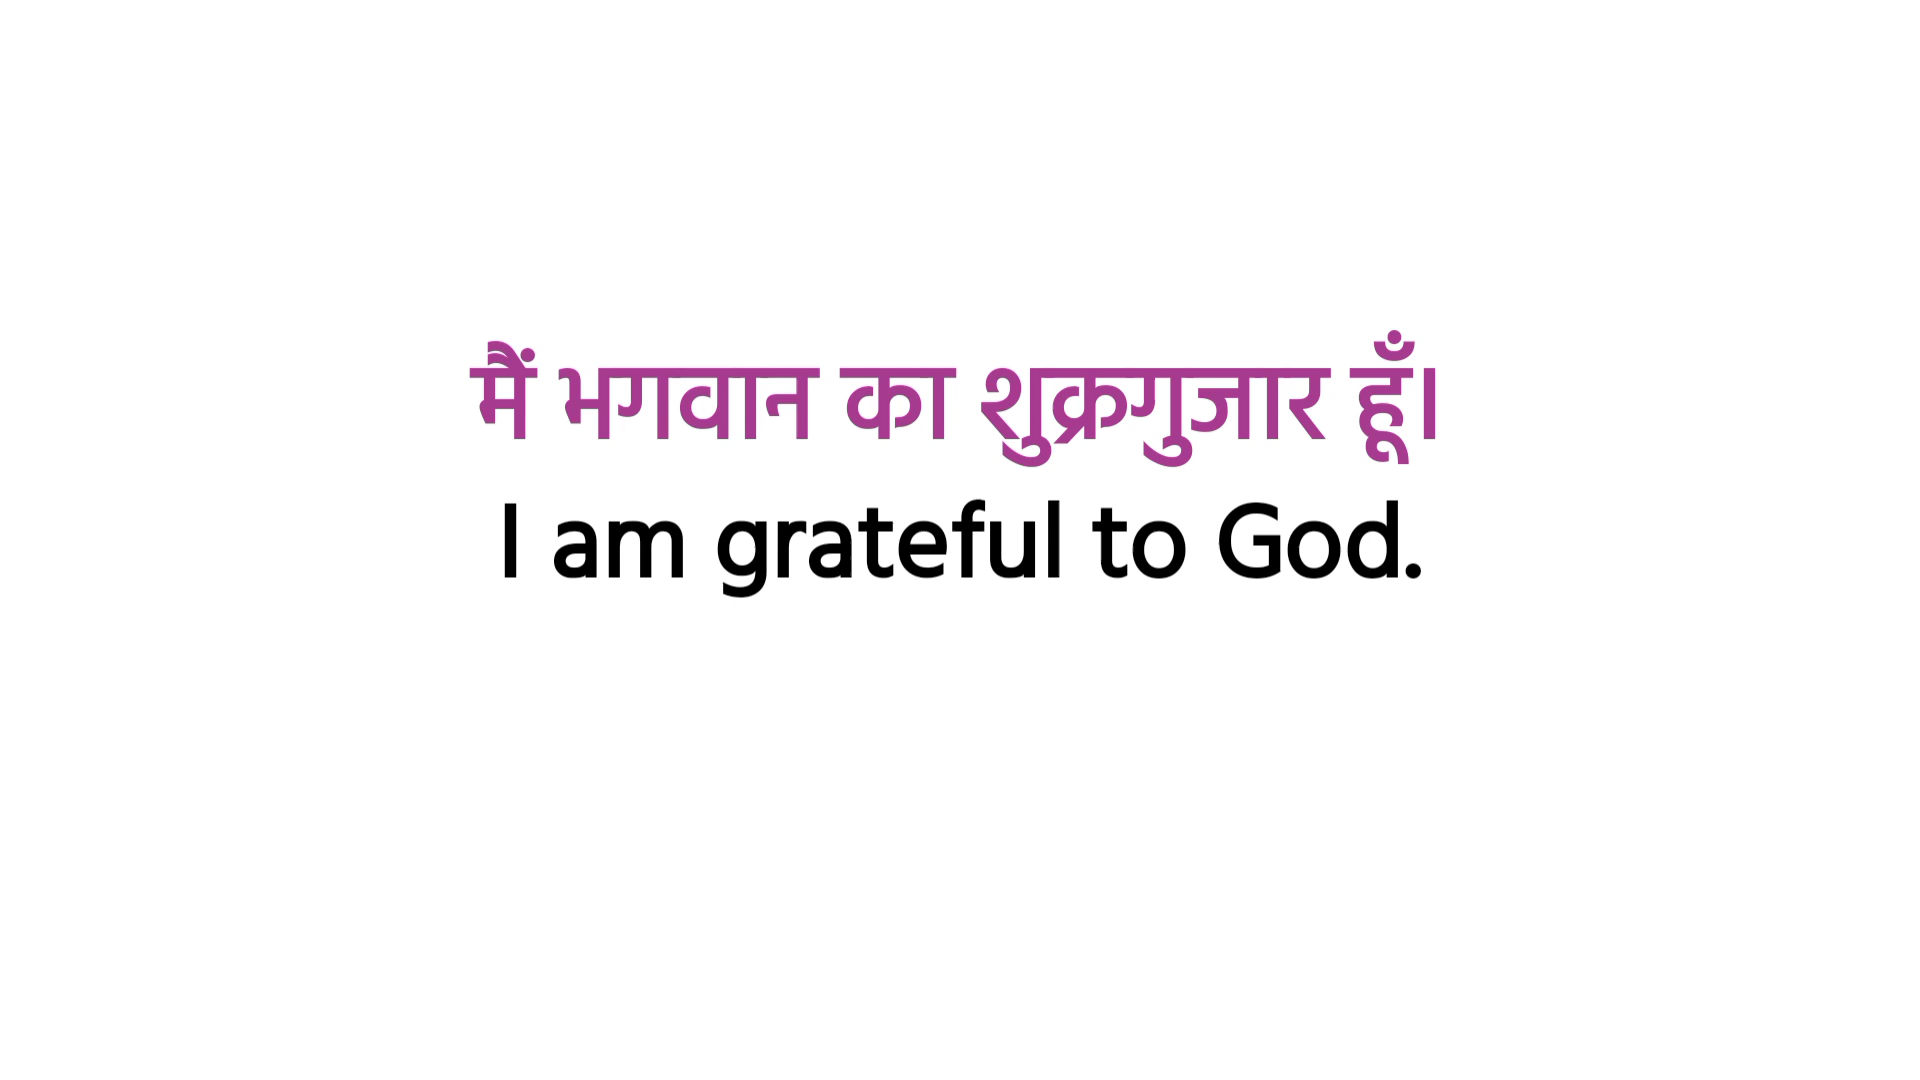 मैं भगवान का शुक्रगुजार हूँ।
I am grateful to God.